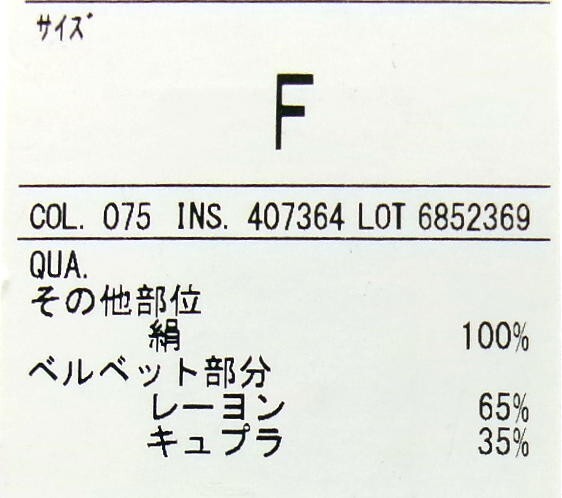 サイズ
F
COL. 075 INS. 407364 LOT 6852369
QUA.
その他部位
絹 100%
ベルベット部分
レーヨン 65%
キュプラ 35%